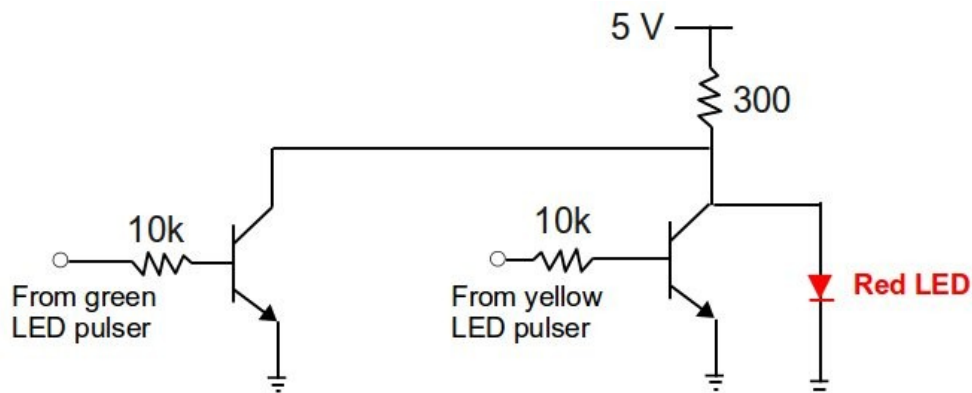 5 V
300
10k
10k
From green
LED pulser
From yellow
LED pulser
Red LED